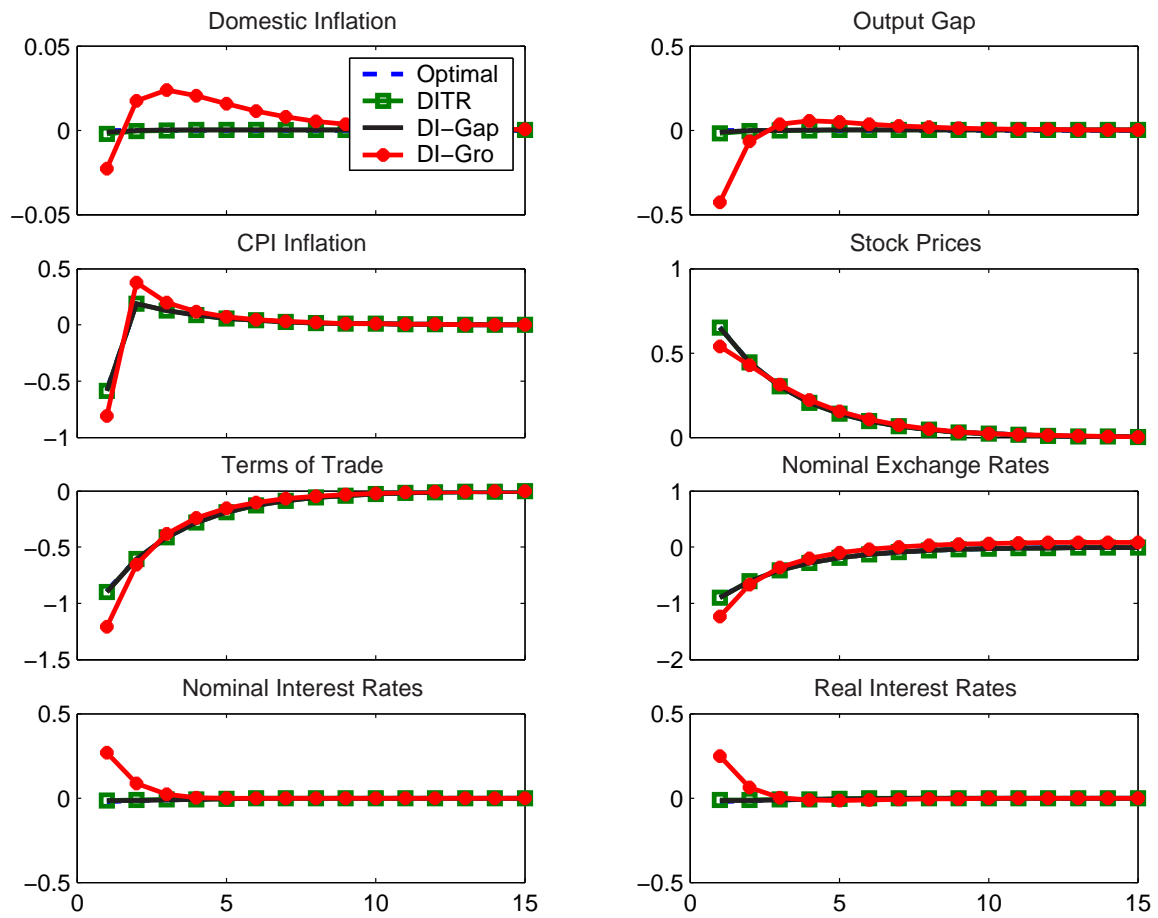 Domestic Inflation
Output Gap
0.05
0
−0.05
Optimal
DITR
DI−Gap
DI−Gro
0.5
0
−0.5
CPI Inflation
Stock Prices
0.5
0
−0.5
−1
1
0.5
0
Terms of Trade
Nominal Exchange Rates
0
−0.5
−1
−1.5
1
0
−1
−2
Nominal Interest Rates
Real Interest Rates
0.5
0
−0.5
0 5 10 15
0.5
0
−0.5
0 5 10 15